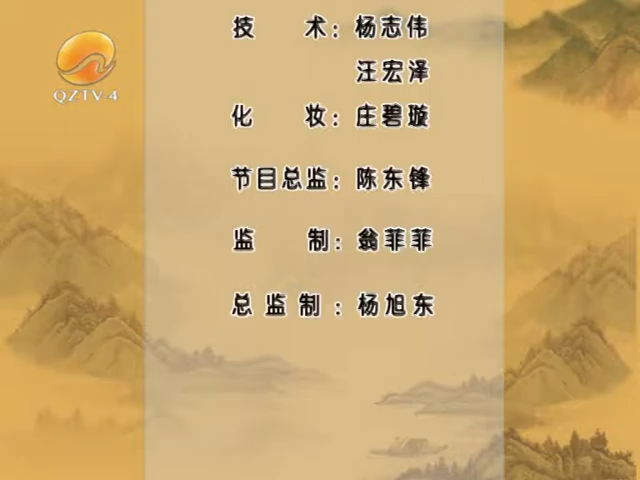 技 术：杨志伟
汪宏泽
QZTV-4
化 妆：庄碧璇
节目总监：陈东锋
监 制：翁菲菲
总监制：杨旭东